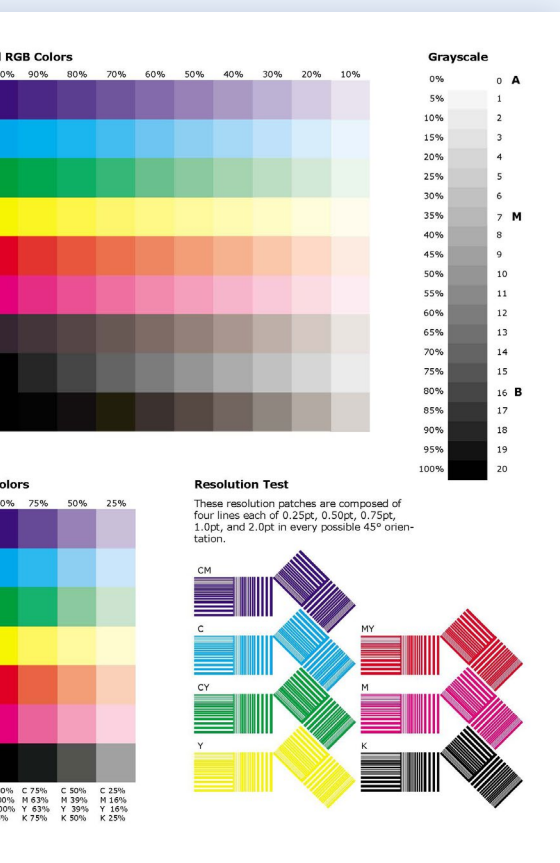 l RGB Colors
0% 90% 80% 70% 60% 50% 40% 30% 20% 10%
Grayscale
0% 0 A
5% 1
10% 2
15% 3
20% 4
25% 5
30% 6
35% 7 M
40% 8
45% 9
50% 10
55% 11
60% 12
65% 13
70% 14
75% 15
80% 16 B
85% 17
90% 18
95% 19
100% 20
olors
0% 75% 50% 25%
0% C 75% C 50% C 25%
00% M 63% M 39% M 16%
00% Y 63% Y 39% Y 16%
% K 75% K 50% K 25%
Resolution Test
These resolution patches are composed of
four lines each of 0.25pt, 0.50pt, 0.75pt,
1.0pt, and 2.0pt in every possible 45° orien-
tation.
CM
C
MY
CY
M
Y
K